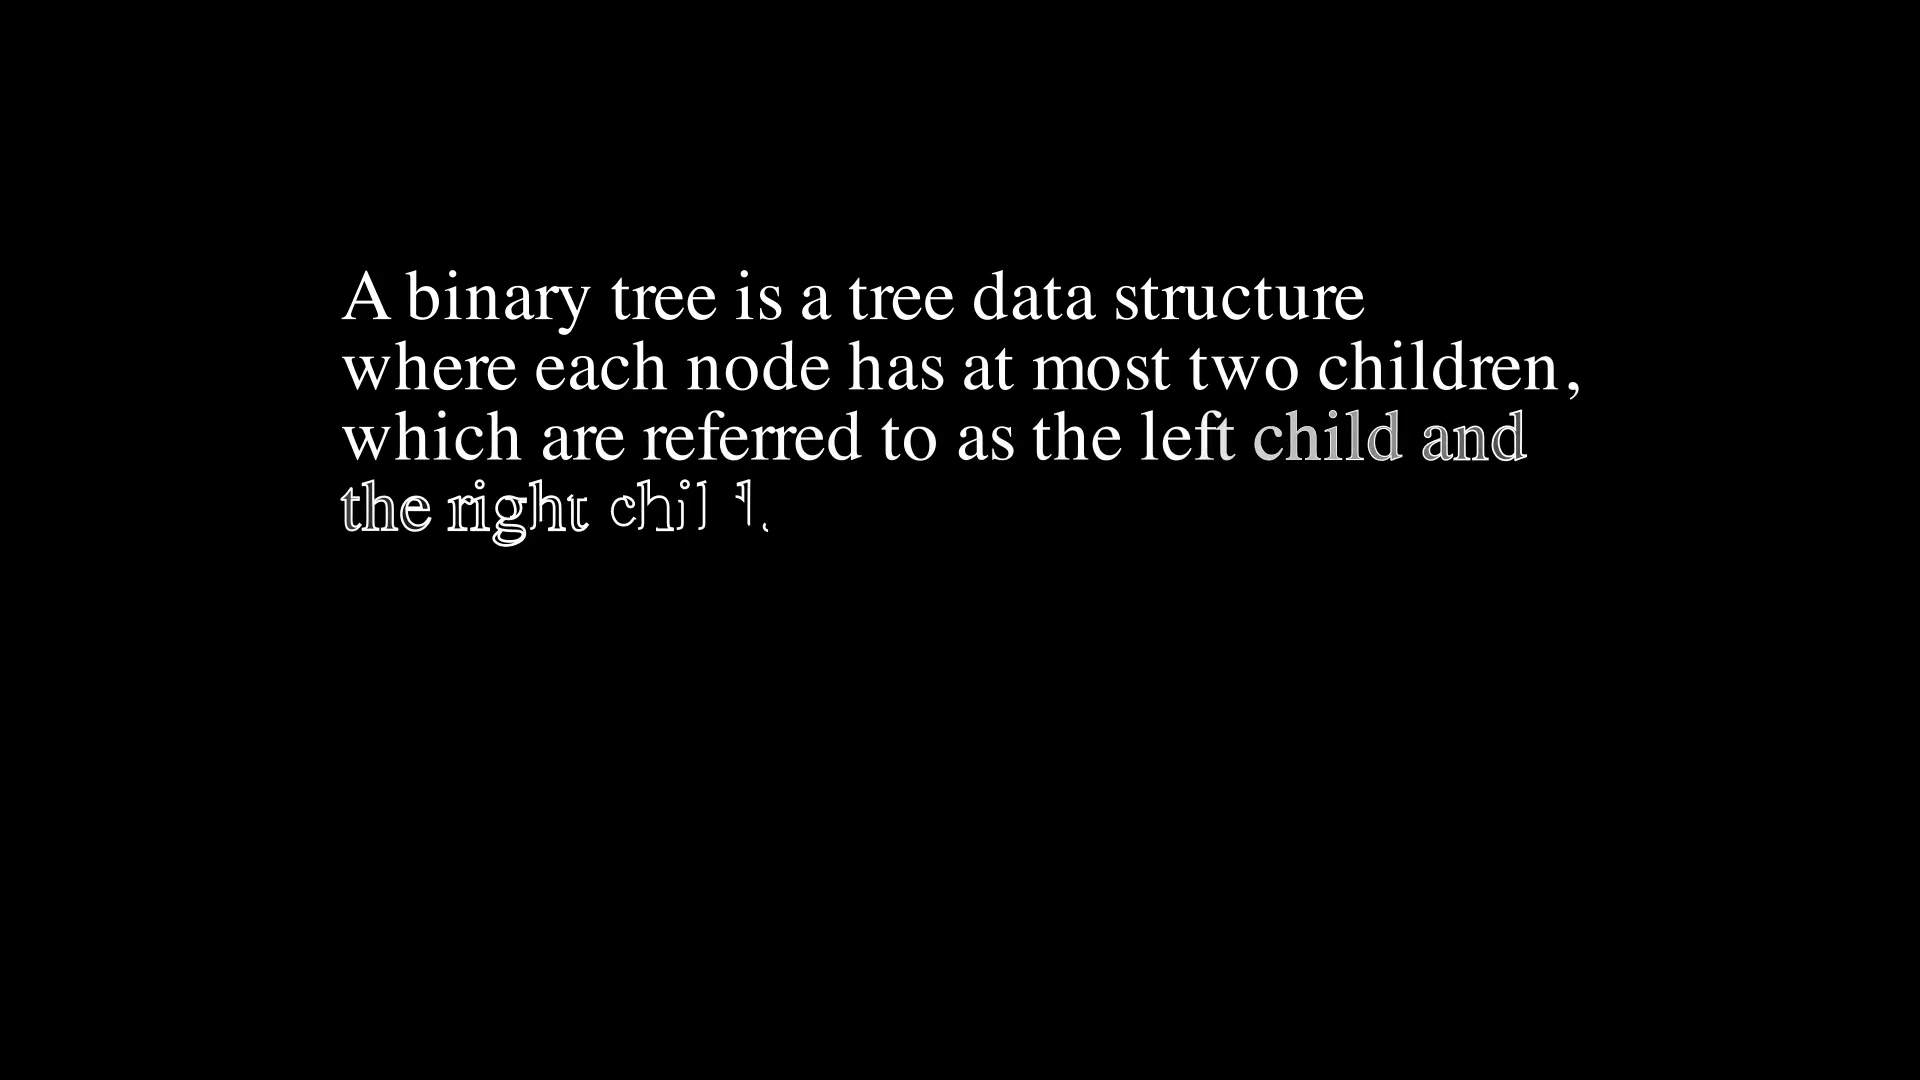 A binary tree is a tree data structure
where each node has at most two children,
which are referred to as the left child and
the right child.